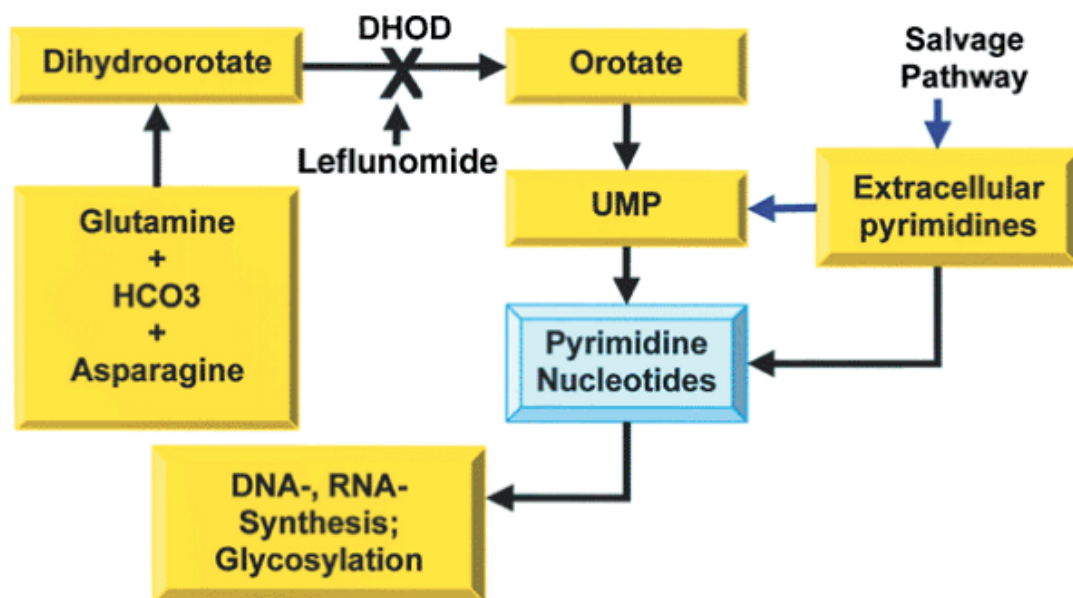 DHOD
Dihydroorotate
Orotate
Salvage
Pathway
Leflunomide
Glutamine
+
HCO3
+
Asparagine
UMP
Extracellular
pyrimidines
Pyrimidine
Nucleotides
DNA-, RNA-
Synthesis;
Glycosylation